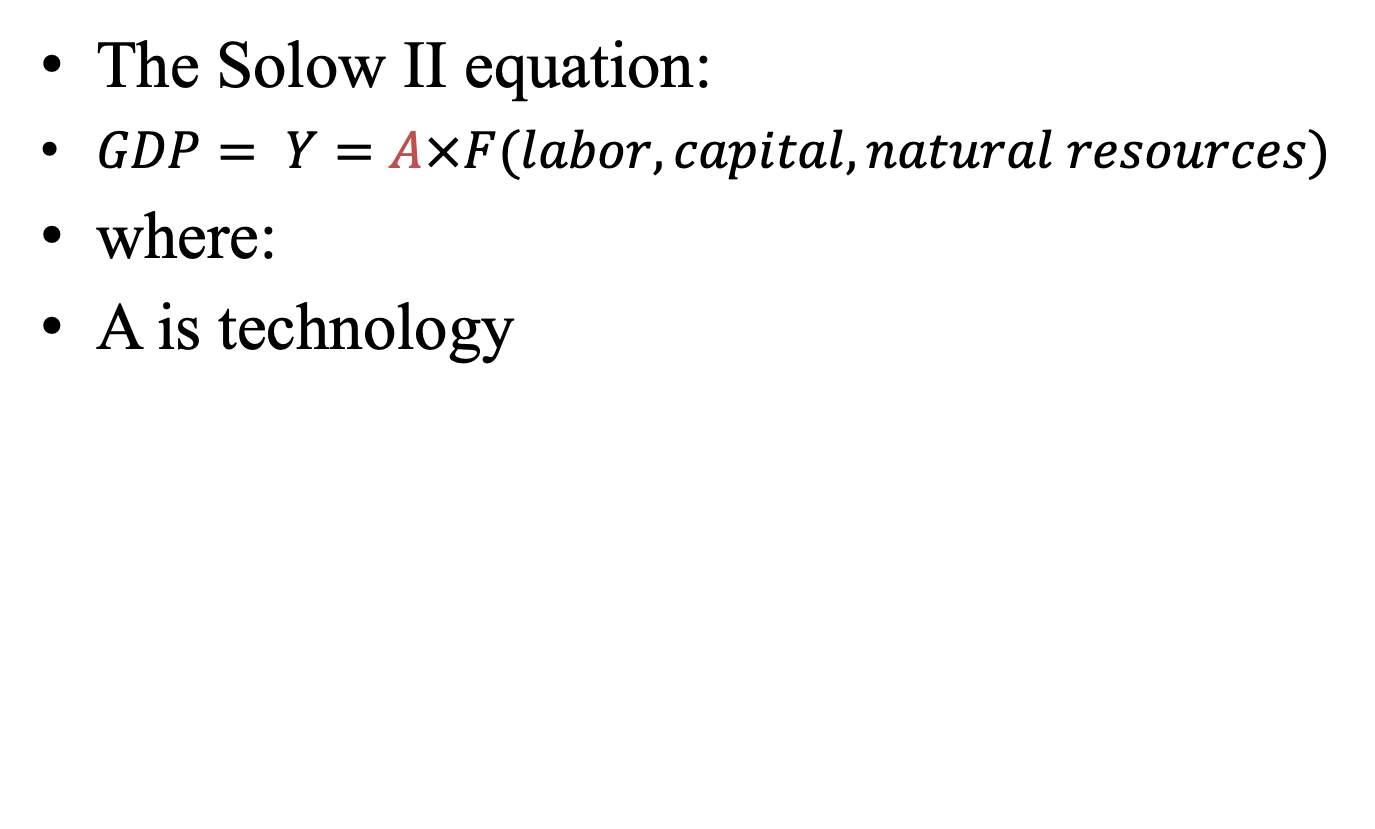 • The Solow II equation:
• GDP = Y = A×F(labor, capital, natural resources)
• where:
• A is technology